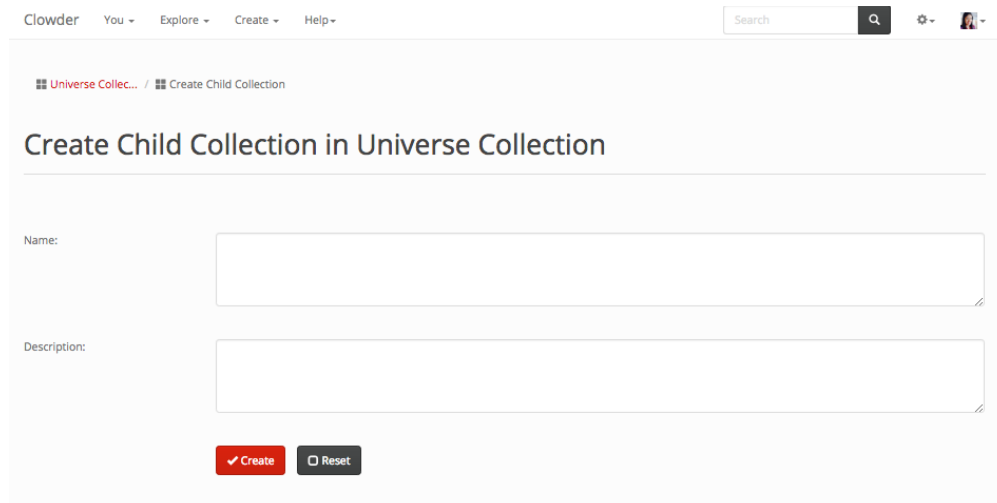 Clowder You Explore Create Help Search
Universe Collec... / Create Child Collection
Create Child Collection in Universe Collection
Name:
Description:
Create Reset